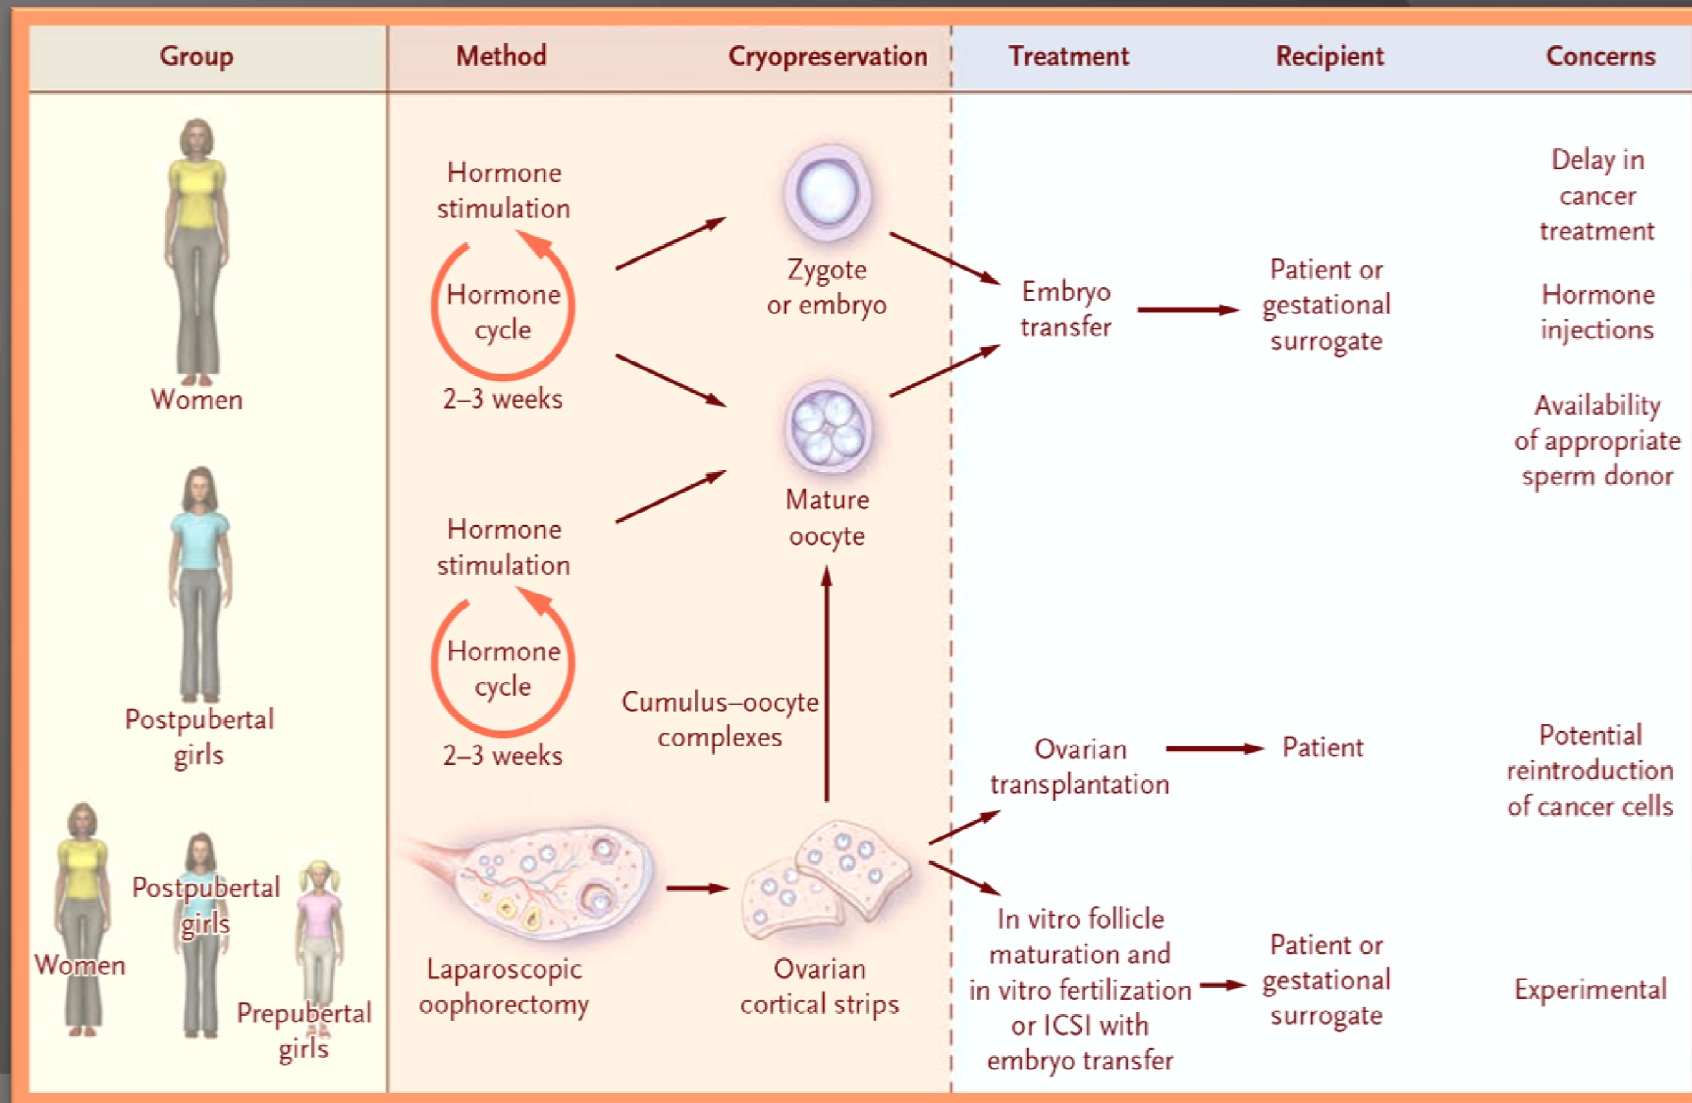 Group
Method
Cryopreservation
Treatment
Recipient
Concerns
Women
Hormone
stimulation
Hormone
cycle
2–3 weeks
Zygote
or embryo
Embryo
transfer
Patient or
gestational
surrogate
Delay in
cancer
treatment
Hormone
injections
Availability
of appropriate
sperm donor
Postpubertal
girls
Hormone
stimulation
Hormone
cycle
2–3 weeks
Mature
oocyte
Cumulus–oocyte
complexes
Women
Postpubertal
girls
Prepubertal
girls
Laparoscopic
oophorectomy
Ovarian
cortical strips
Ovarian
transplantation
Patient
Potential
reintroduction
of cancer cells
In vitro follicle
maturation and
in vitro fertilization
or ICSI with
embryo transfer
Patient or
gestational
surrogate
Experimental